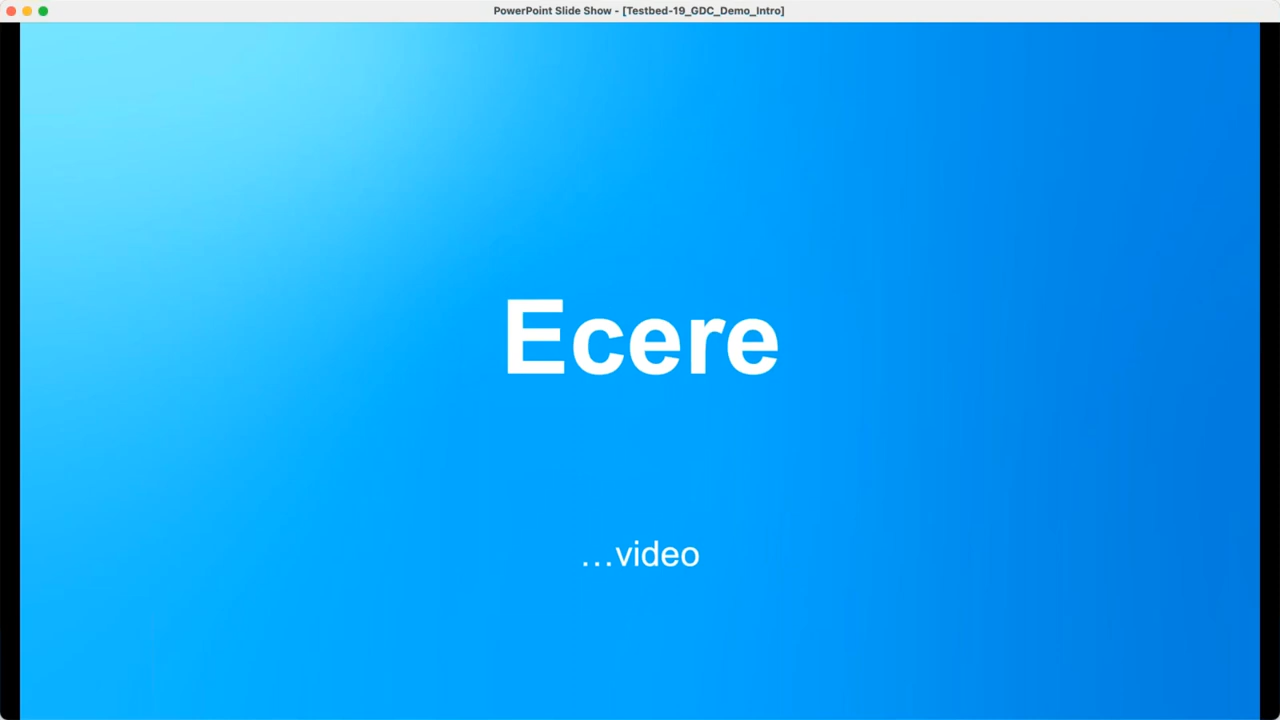 PowerPoint Slide Show - [Testbed-19_GDC_Demo_Intro]
Ecere
…video